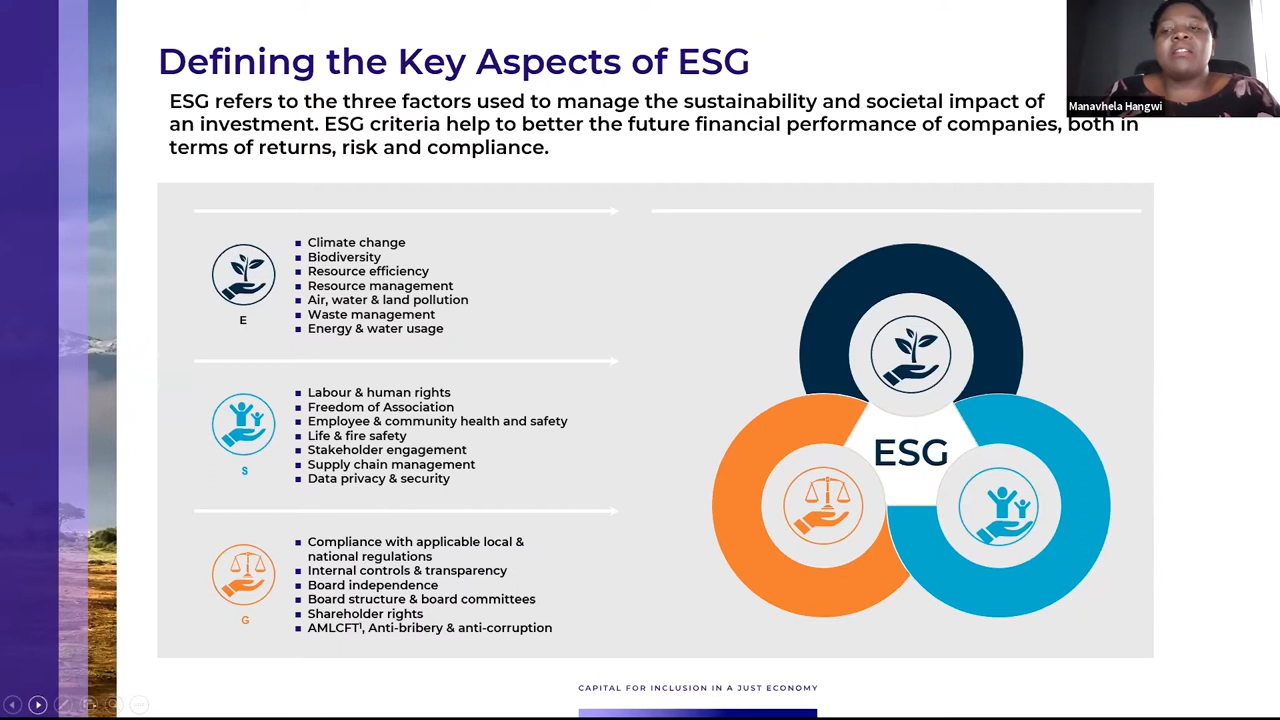 Defining the Key Aspects of ESG
ESG refers to the three factors used to manage the sustainability and societal impact of
an investment. ESG criteria help to better the future financial performance of companies, both in
terms of returns, risk and compliance.
Manavhela Hangwi
Climate change
Biodiversity
Resource efficiency
Resource management
Air, water & land pollution
Waste management
Energy & water usage
E
Labour & human rights
Freedom of Association
Employee & community health and safety
Life & fire safety
Stakeholder engagement
Supply chain management
Data privacy & security
S
Compliance with applicable local &
national regulations
Internal controls & transparency
Board independence
Board structure & board committees
Shareholder rights
AMLCFT¹, Anti-bribery & anti-corruption
G
ESG
CAPITAL FOR INCLUSION IN A JUST ECONOMY